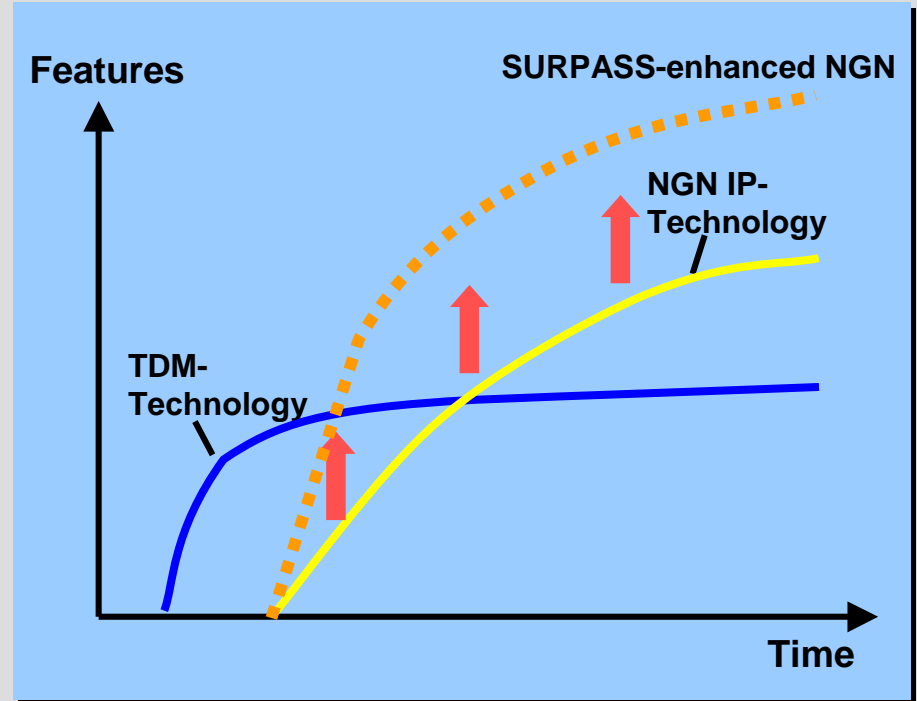 Features
SURPASS-enhanced NGN
NGN IP-
Technology
TDM-
Technology
Time